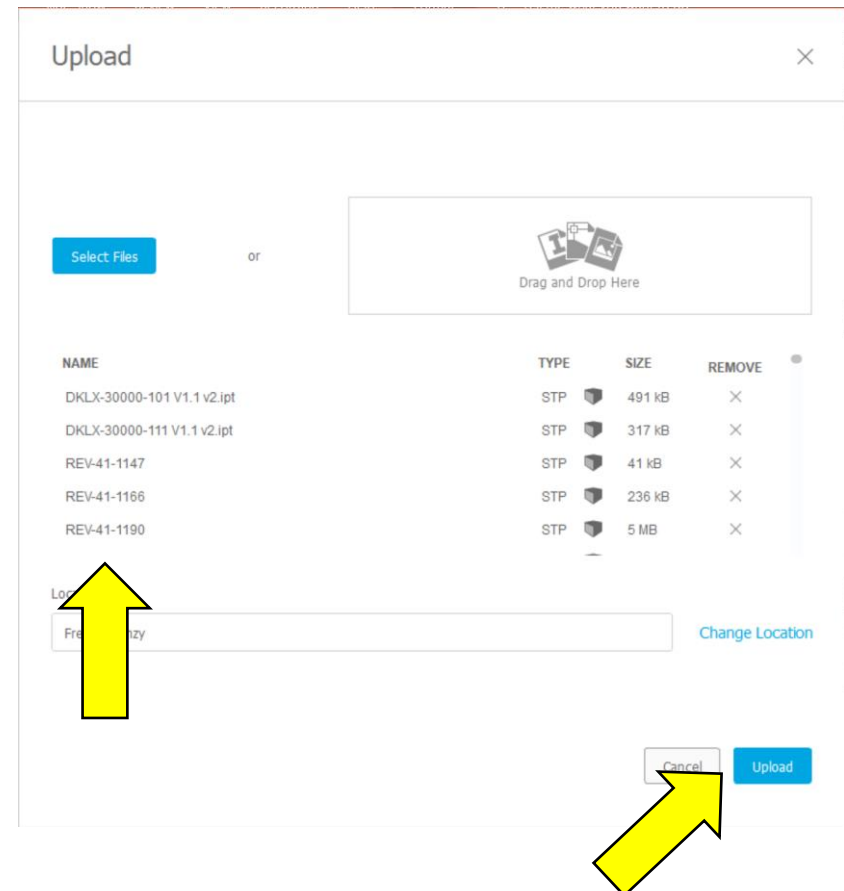 Upload
Select Files or
Drag and Drop Here
NAME TYPE SIZE REMOVE
DKLX-30000-101 V1.1 v2.ipt STP 491 kB
DKLX-30000-111 V1.1 v2.ipt STP 317 kB
REV-41-1147 STP 41 kB
REV-41-1166 STP 236 kB
REV-41-1190 STP 5 MB
Change Location
Cancel Upload